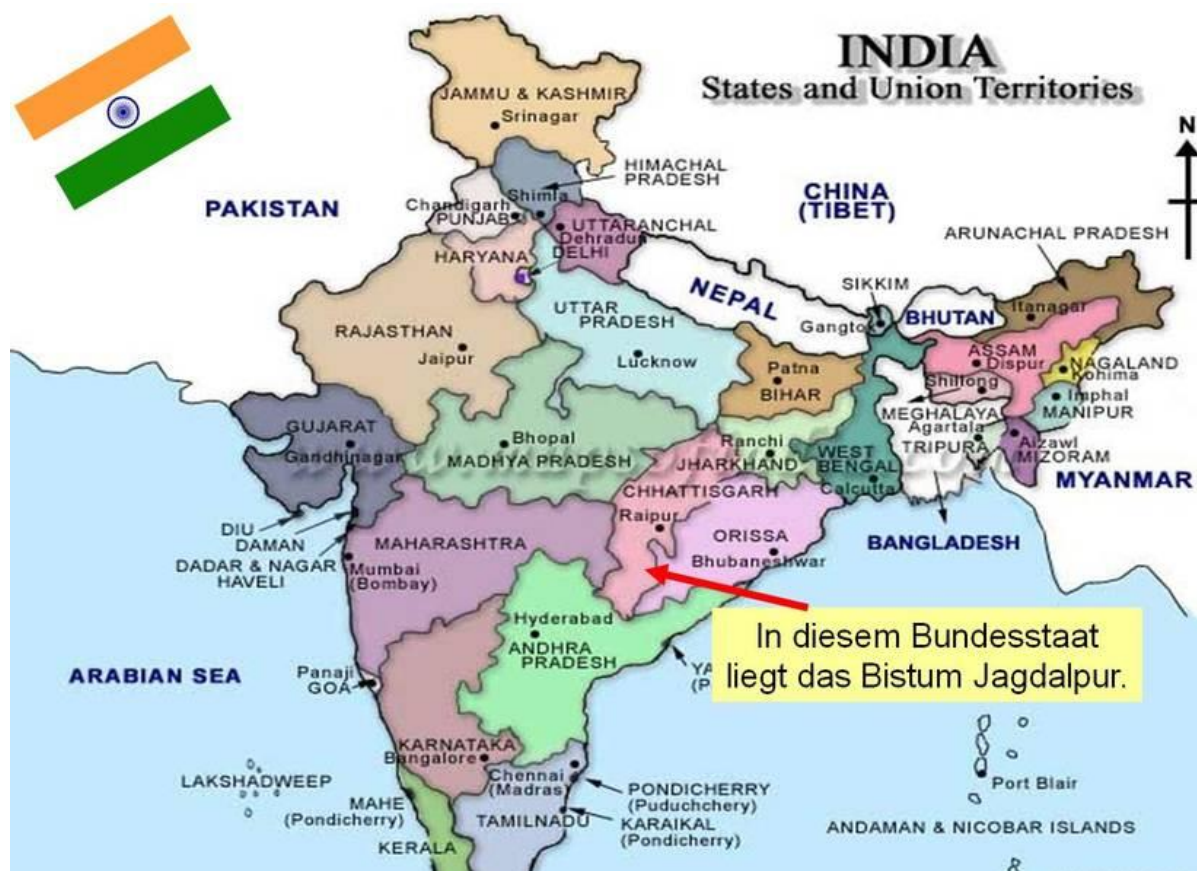 INDIA
States and Union Territories
N
JAMMU & KASHMIR
Srinagar
HIMACHAL
PRADESH
CHINA
(TIBET)
PAKISTAN
Chandigarh
Shimla
PUNJAB
UTTARANCHAL
Dehradun
DELHI
HARYANA
ARUNACHAL PRADESH
SIKKIM
NEPAL
BHUTAN
Itanagar
UTTAR
PRADESH
Gangtok
RAJASTHAN
Jaipur
Lucknow
ASSAM
Dispur
NAGALAND
Kohima
Patna
BIHAR
Shillong
Imphal
MEGHALAYA
MANIPUR
GUJARAT
Gandhinagar
Bhopal
MADHYA PRADESH
Ranchi
JHARKHAND
WEST
BENGAL
Calcutta
Agartala
TRIPURA
Aizawl
MIZORAM
MYANMAR
CHHATTISGARH
Raipur
DIU
DAMAN
DADAR & NAGAR
HAVELI
MAHARASHTRA
Mumbai
(Bombay)
ORISSA
Bhubaneshwar
BANGLADESH
Hyderabad
ANDHRA
PRADESH
In diesem Bundesstaat
liegt das Bistum Jagdalpur.
ARABIAN SEA
Panaji
GOA
KARNATAKA
Bangalore
LAKSHADWEEP
Chennai
(Madras)
PONDICHERRY
(Puduchchery)
Port Blair
MAHE
(Pondicherry)
TAMILNADU
KARAIKAL
(Pondicherry)
ANDAMAN & NICOBAR ISLANDS
KERALA